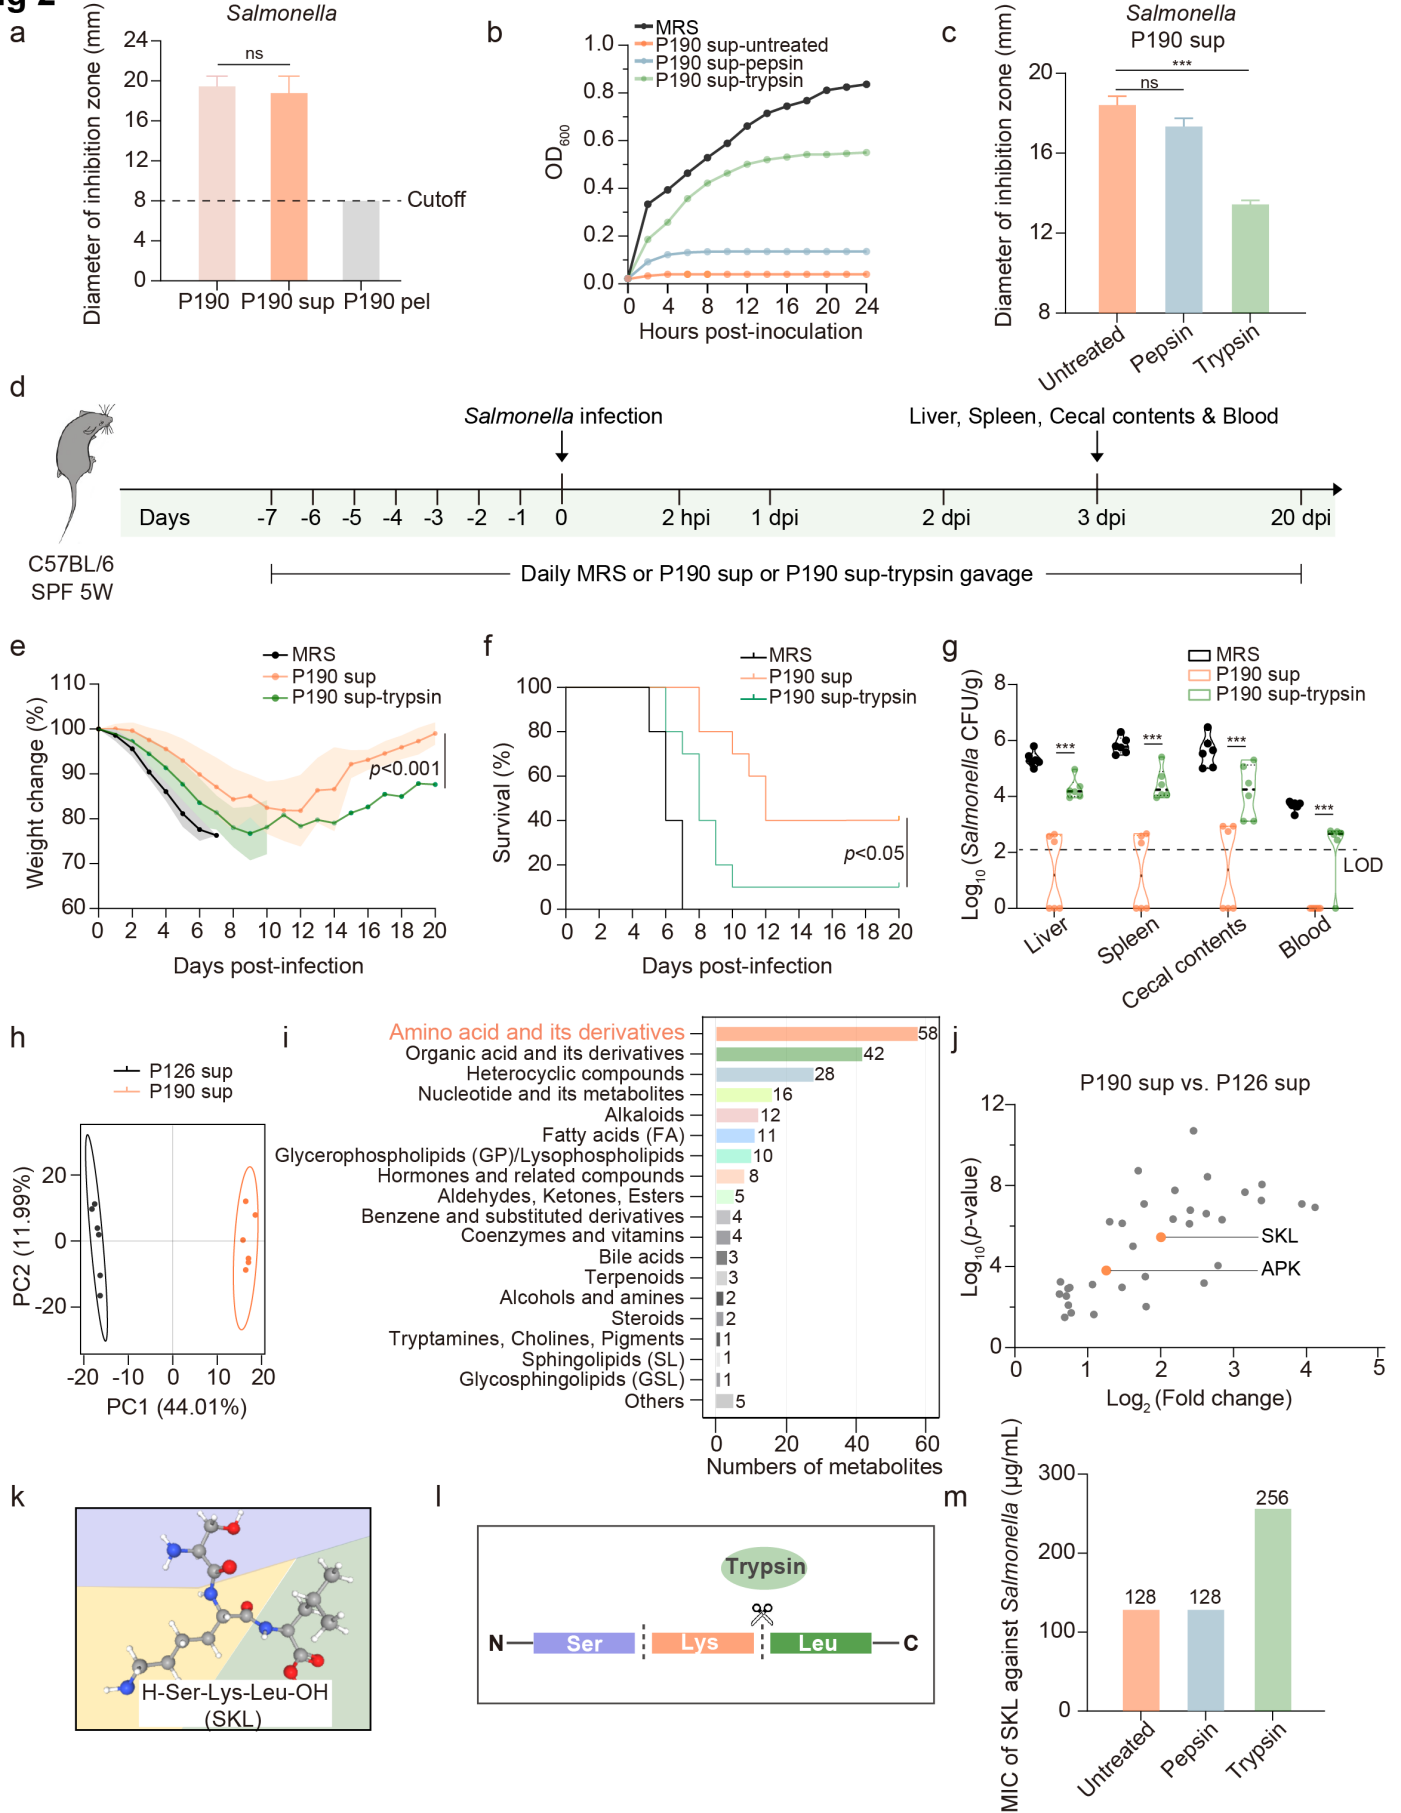 a
Salmonella
Diameter of inhibition zone (mm)
24
20
16
12
8
4
0
ns
Cutoff
P190
P190 sup
P190 pel
b
MRS
P190 sup-untreated
P190 sup-pepsin
P190 sup-trypsin
OD600
1.0
0.8
0.6
0.4
0.2
0.0
0 4 8 12 16 20 24
Hours post-inoculation
c
Salmonella
P190 sup
Diameter of inhibition zone (mm)
20
16
12
8
***
ns
Untreated
Pepsin
Trypsin
d
Salmonella infection
Liver, Spleen, Cecal contents & Blood
Days -7 -6 -5 -4 -3 -2 -1 0 2 hpi 1 dpi 2 dpi 3 dpi 20 dpi
C57BL/6
SPF 5W
Daily MRS or P190 sup or P190 sup-trypsin gavage
e
MRS
P190 sup
P190 sup-trypsin
Weight change (%)
110
100
90
80
70
60
p<0.001
0 2 4 6 8 10 12 14 16 18 20
Days post-infection
f
MRS
P190 sup
P190 sup-trypsin
Survival (%)
100
80
60
40
20
0
p<0.05
0 2 4 6 8 10 12 14 16 18 20
Days post-infection
g
MRS
P190 sup
P190 sup-trypsin
Log10 (Salmonella CFU/g)
8
6
4
2
0
***
***
***
***
LOD
Liver
Spleen
Cecal contents
Blood
h
P126 sup
P190 sup
PC2 (11.99%)
20
0
-20
-20 -10 0 10 20
PC1 (44.01%)
i
Amino acid and its derivatives 58
Organic acid and its derivatives 42
Heterocyclic compounds 28
Nucleotide and its metabolites 16
Alkaloids 12
Fatty acids (FA) 11
Glycerophospholipids (GP)/Lysophospholipids 10
Hormones and related compounds 8
Aldehydes, Ketones, Esters 5
Benzene and substituted derivatives 4
Coenzymes and vitamins 4
Bile acids 3
Terpenoids 3
Alcohols and amines 2
Steroids 2
Tryptamines, Cholines, Pigments 1
Sphingolipids (SL) 1
Glycosphingolipids (GSL) 1
Others 5
0 20 40 60
Numbers of metabolites
j
P190 sup vs. P126 sup
Log10(p-value)
12
8
4
0
SKL
APK
0 1 2 3 4 5
Log2 (Fold change)
k
H-Ser-Lys-Leu-OH
(SKL)
l
Trypsin
N Ser Lys Leu C
m
MIC of SKL against Salmonella (μg/mL)
300
200
100
0
128
128
256
Untreated
Pepsin
Trypsin